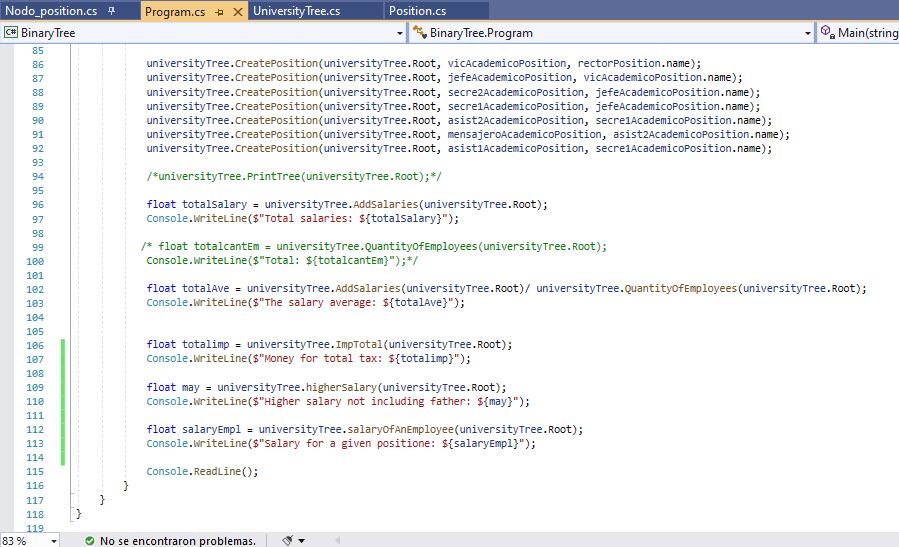 Nodo_position.cs Program.cs UniversityTree.cs Position.cs
C# BinaryTree BinaryTree.Program Main(string
85
86 universityTree.CreatePosition(universityTree.Root, vicAcademicoPosition, rectorPosition.name);
87 universityTree.CreatePosition(universityTree.Root, jefeAcademicoPosition, vicAcademicoPosition.name);
88 universityTree.CreatePosition(universityTree.Root, secre2AcademicoPosition, jefeAcademicoPosition.name);
89 universityTree.CreatePosition(universityTree.Root, secre1AcademicoPosition, jefeAcademicoPosition.name);
90 universityTree.CreatePosition(universityTree.Root, asist2AcademicoPosition, secre1AcademicoPosition.name);
91 universityTree.CreatePosition(universityTree.Root, mensajeroAcademicoPosition, asist2AcademicoPosition.name);
92 universityTree.CreatePosition(universityTree.Root, asist1AcademicoPosition, secre1AcademicoPosition.name);
93
94 /*universityTree.PrintTree(universityTree.Root);*/
95
96 float totalSalary = universityTree.AddSalaries(universityTree.Root);
97 Console.WriteLine($"Total salaries: ${totalSalary}");
98
99 /* float totalcantEm = universityTree.QuantityOfEmployees(universityTree.Root);
100 Console.WriteLine($"Total: ${totalcantEm}");*/
101
102 float totalAve = universityTree.AddSalaries(universityTree.Root)/ universityTree.QuantityOfEmployees(universityTree.Root);
103 Console.WriteLine($"The salary average: ${totalAve}");
104
105
106 float totalimp = universityTree.ImpTotal(universityTree.Root);
107 Console.WriteLine($"Money for total tax: ${totalimp}");
108
109 float may = universityTree.higherSalary(universityTree.Root);
110 Console.WriteLine($"Higher salary not including father: ${may}");
111
112 float salaryEmpl = universityTree.salaryOfAnEmployee(universityTree.Root);
113 Console.WriteLine($"Salary for a given positione: ${salaryEmpl}");
114
115 Console.ReadLine();
116 }
117 }
118 }
119
83 % No se encontraron problemas.